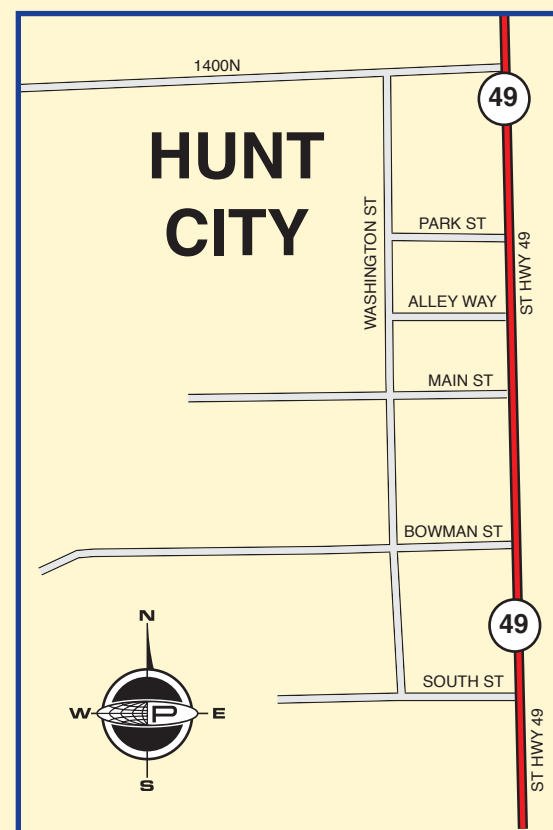 1400N
49
HUNT
CITY
WASHINGTON ST
PARK ST
ST HWY 49
ALLEY WAY
MAIN ST
BOWMAN ST
49
N
W
P
E
S
SOUTH ST
ST HWY 49